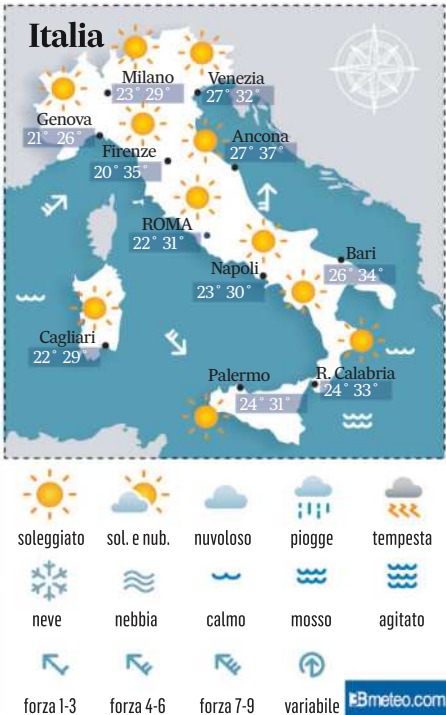 Italia
Milano
23° 29°
Venezia
27° 32°
Genova
21° 26°
Firenze
20° 35°
Ancona
27° 37°
ROMA
22° 31°
Napoli
23° 30°
Bari
26° 34°
Cagliari
22° 29°
Palermo
24° 31°
R. Calabria
24° 33°
soleggiato sol. e nub. nuvoloso piogge tempesta
neve nebbia calmo mosso agitato
forza 1-3 forza 4-6 forza 7-9 variabile
3Bmeteo.com